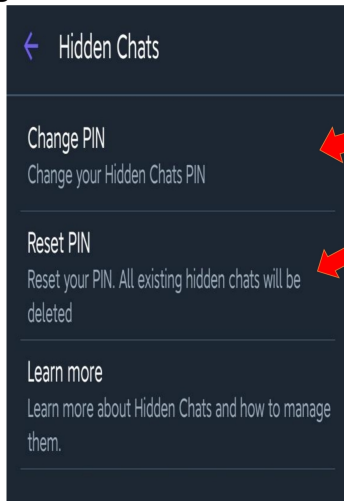 Hidden Chats
Change PIN
Change your Hidden Chats PIN
Reset PIN
Reset your PIN. All existing hidden chats will be
deleted
Learn more
Learn more about Hidden Chats and how to manage
them.